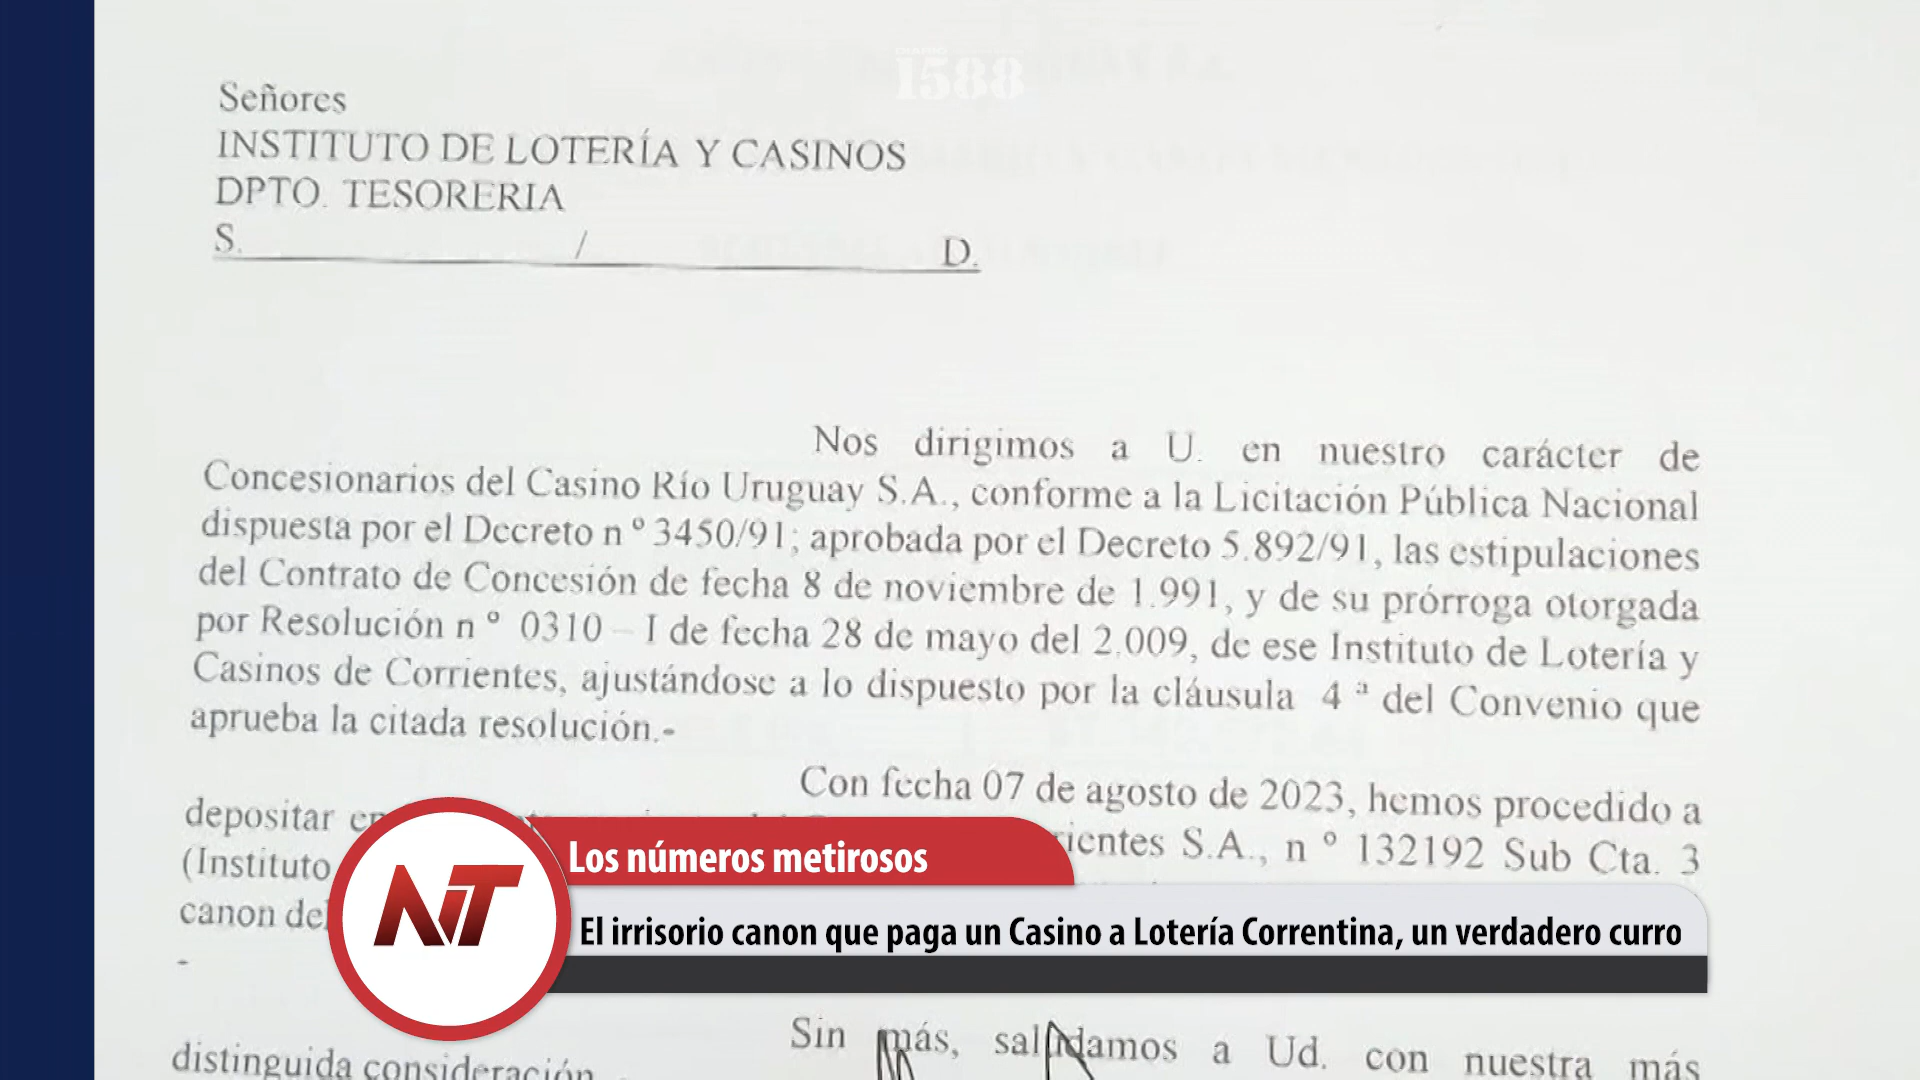 DIARIO
1588
Señores
INSTITUTO DE LOTERÍA Y CASINOS
DPTO. TESORERIA
S. / D.
Nos dirigimos a U. en nuestro carácter de
Concesionarios del Casino Río Uruguay S.A., conforme a la Licitación Pública Nacional
dispuesta por el Decreto n º 3450/91; aprobada por el Decreto 5.892/91, las estipulaciones
del Contrato de Concesión de fecha 8 de noviembre de 1.991, y de su prórroga otorgada
por Resolución n º 0310 – I de fecha 28 de mayo del 2.009, de ese Instituto de Lotería y
Casinos de Corrientes, ajustándose a lo dispuesto por la cláusula 4 ª del Convenio que
aprueba la citada resolución.-
Con fecha 07 de agosto de 2023, hemos procedido a
depositar en
rientes S.A., n º 132192 Sub Cta. 3
(Instituto
canon del
-
Sin más, saludamos a Ud. con nuestra más
distinguida consideración
NT
Los números metirosos
El irrisorio canon que paga un Casino a Lotería Correntina, un verdadero curro